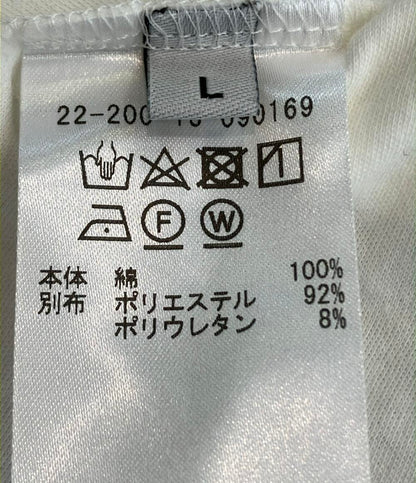 L
22-200 090169
F W
本体 綿 100%
別布 ポリエステル 92%
ポリウレタン 8%